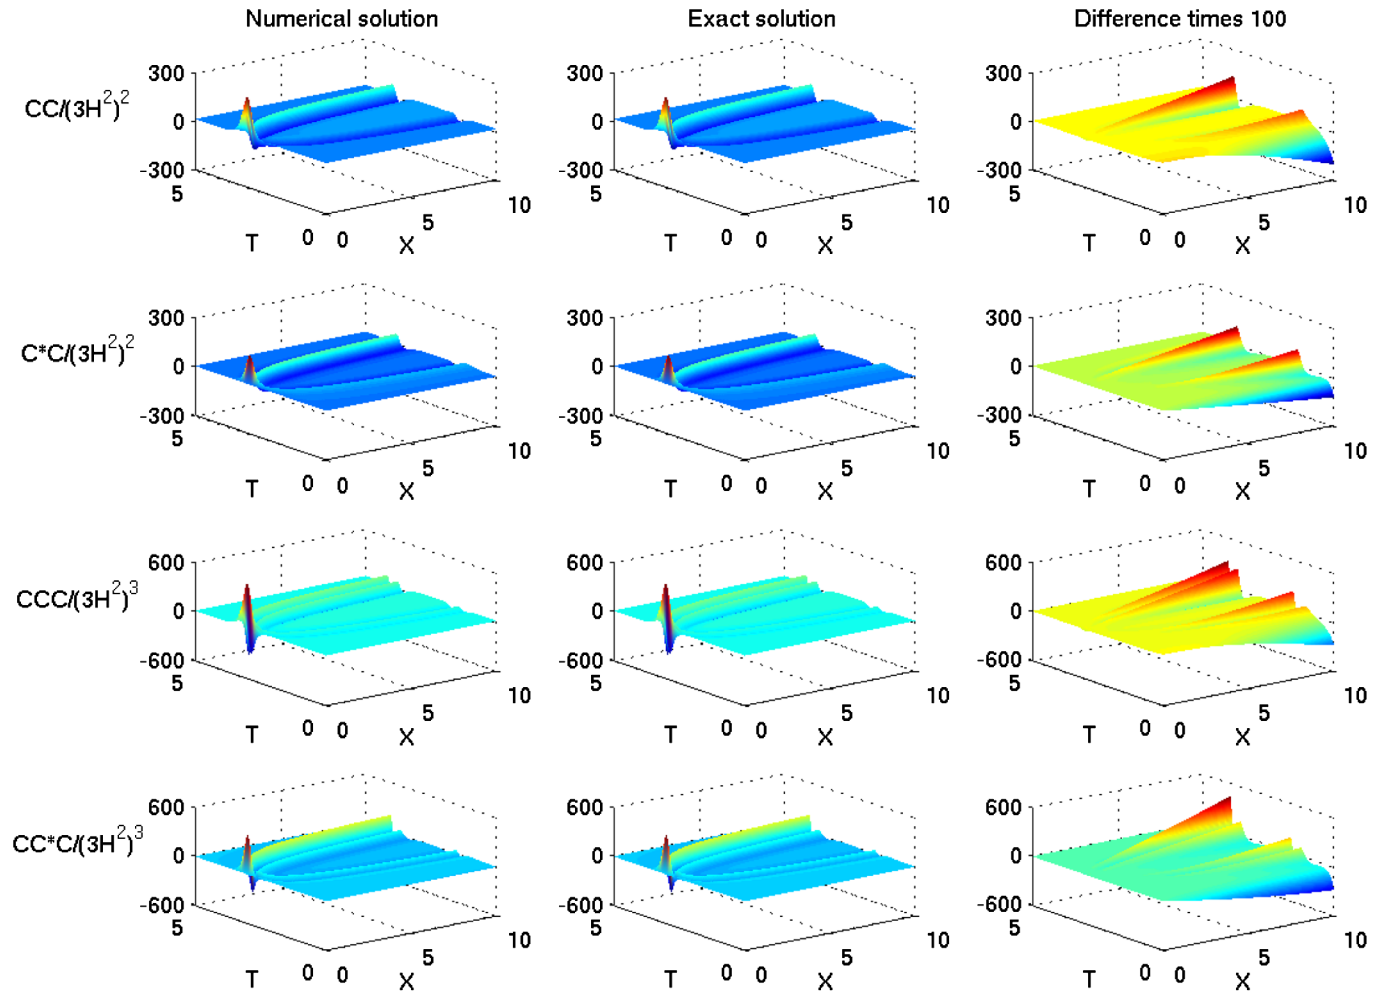 Numerical solution Exact solution Difference times 100
CC/(3H²)²
300 300 300
0 0 0
−300 −300 −300
5 10 5 10 5 10
5 5 5
T 0 0 X T 0 0 X T 0 0 X
C*C/(3H²)²
300 300 300
0 0 0
−300 −300 −300
5 10 5 10 5 10
5 5 5
T 0 0 X T 0 0 X T 0 0 X
CCC/(3H²)³
600 600 600
0 0 0
−600 −600 −600
5 10 5 10 5 10
5 5 5
T 0 0 X T 0 0 X T 0 0 X
CC*C/(3H²)³
600 600 600
0 0 0
−600 −600 −600
5 10 5 10 5 10
5 5 5
T 0 0 X T 0 0 X T 0 0 X